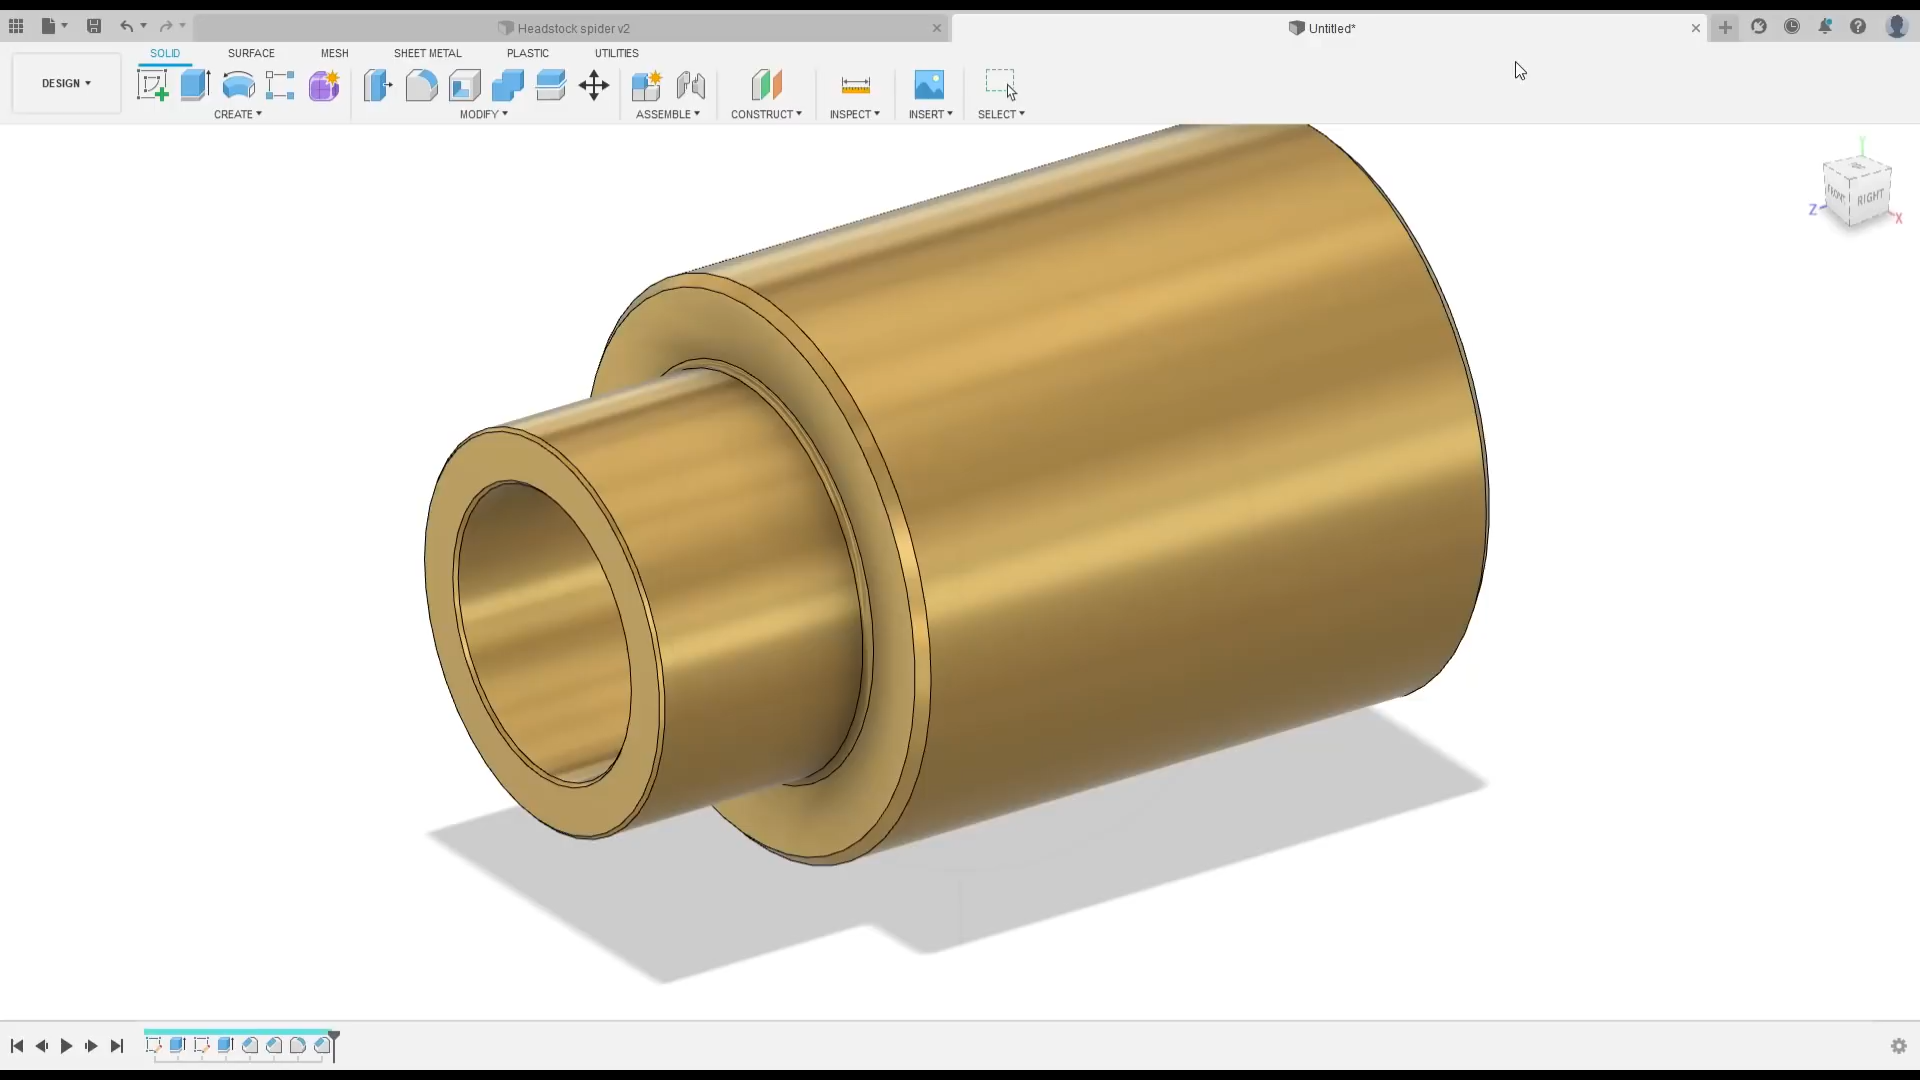 Headstock spider v2
Untitled*
DESIGN
SOLID
SURFACE
MESH
SHEET METAL
PLASTIC
UTILITIES
CREATE
MODIFY
ASSEMBLE
CONSTRUCT
INSPECT
INSERT
SELECT
Y
FRONT
RIGHT
Z
X